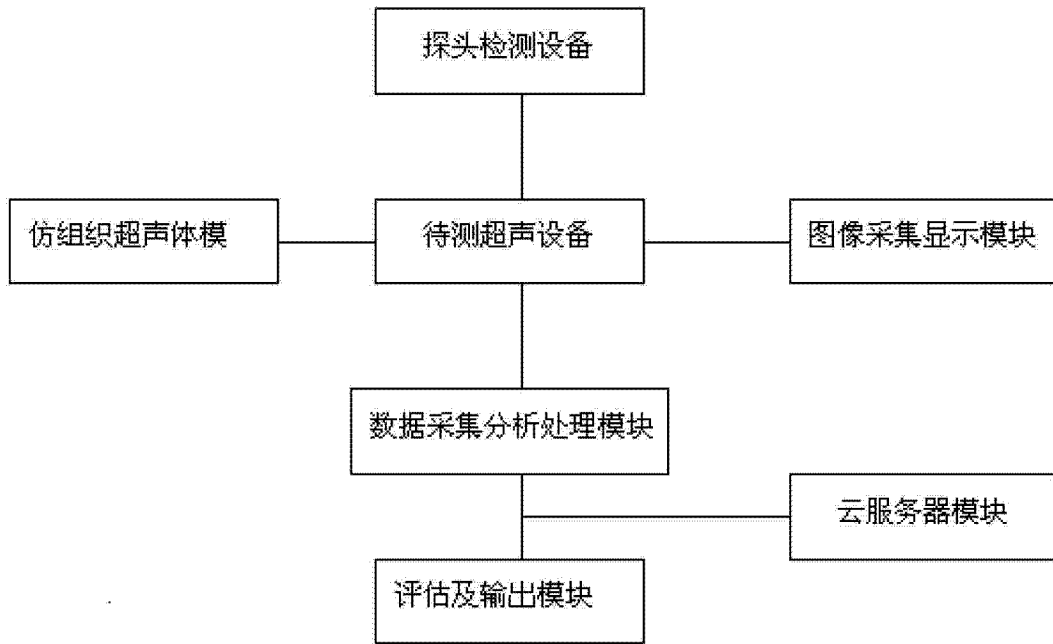 探头检测设备
仿组织超声体模
待测超声设备
图像采集显示模块
数据采集分析处理模块
云服务器模块
评估及输出模块